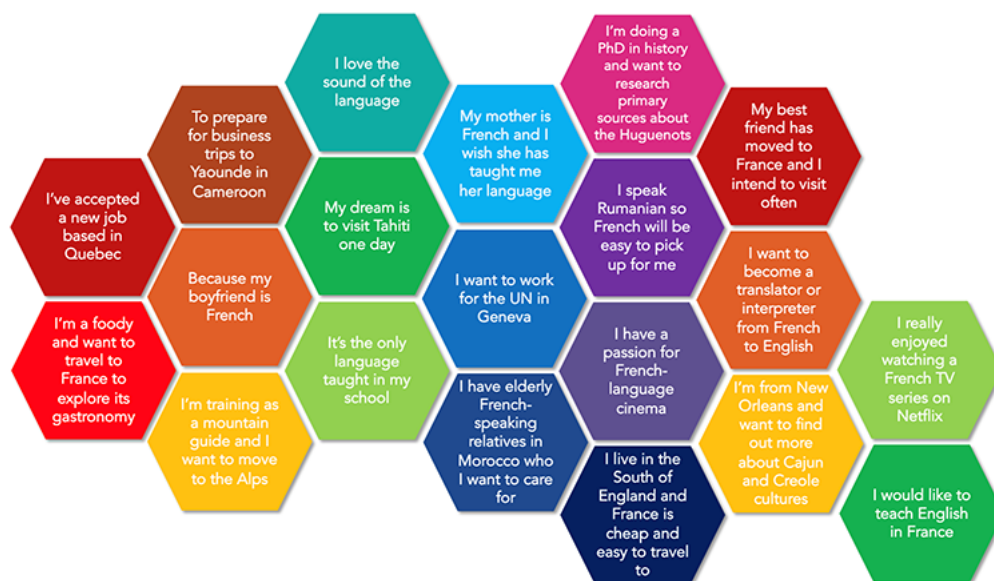 I've accepted
a new job
based in
Quebec
I'm a foody
and want to
travel to
France to
explore its
gastronomy
To prepare
for business
trips to
Yaounde in
Cameroon
Because my
boyfriend is
French
I'm training as
a mountain
guide and I
want to move
to the Alps
I love the
sound of the
language
My dream is
to visit Tahiti
one day
It's the only
language
taught in my
school
My mother is
French and I
wish she has
taught me
her language
I want to work
for the UN in
Geneva
I have elderly
French-
speaking
relatives in
Morocco who
I want to care
for
I'm doing a
PhD in history
and want to
research
primary
sources about
the Huguenots
I speak
Rumanian so
French will be
easy to pick
up for me
I have a
passion for
French-
language
cinema
I live in the
South of
England and
France is
cheap and
easy to travel
to
My best
friend has
moved to
France and I
intend to visit
often
I want to
become a
translator or
interpreter
from French
to English
I'm from New
Orleans and
want to find
out more
about Cajun
and Creole
cultures
I really
enjoyed
watching a
French TV
series on
Netflix
I would like to
teach English
in France